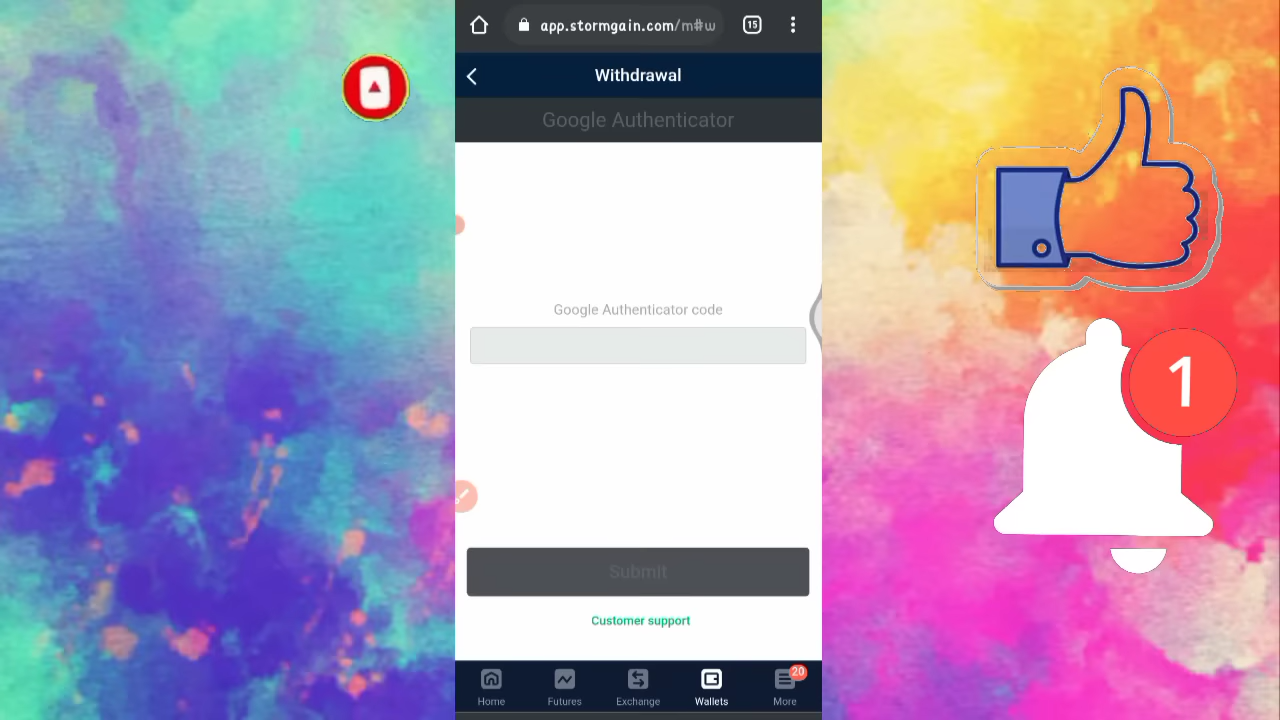 app.stormgain.com/m#w
15
Withdrawal
Google Authenticator
Google Authenticator code
Submit
Customer support
Home
Futures
Exchange
Wallets
20
More
1